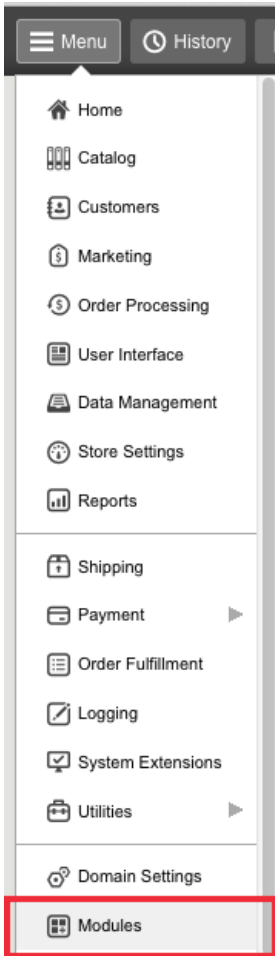 Menu History
Home
Catalog
Customers
Marketing
Order Processing
User Interface
Data Management
Store Settings
Reports
Shipping
Payment
Order Fulfillment
Logging
System Extensions
Utilities
Domain Settings
Modules